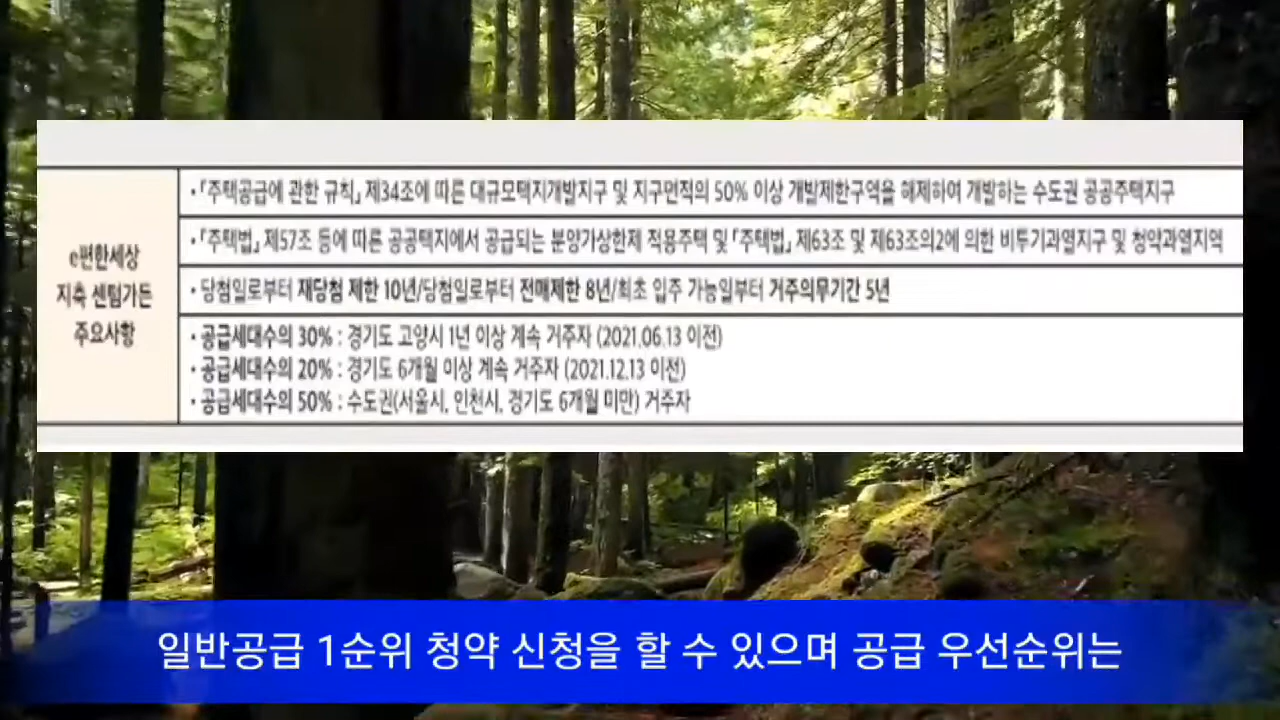 e편한세상
지축 센텀가든
주요사항
• 「주택공급에 관한 규칙」 제34조에 따른 대규모택지개발지구 및 지구면적의 50% 이상 개발제한구역을 해제하여 개발하는 수도권 공공주택지구
• 「주택법」 제57조 등에 따른 공공택지에서 공급되는 분양가상한제 적용주택 및 「주택법」 제63조 및 제63조의2에 의한 비투기과열지구 및 청약과열지역
• 당첨일로부터 재당첨 제한 10년/당첨일로부터 전매제한 8년/최초 입주 가능일부터 거주의무기간 5년
• 공급세대수의 30% : 경기도 고양시 1년 이상 계속 거주자 (2021.06.13 이전)
• 공급세대수의 20% : 경기도 6개월 이상 계속 거주자 (2021.12.13 이전)
• 공급세대수의 50% : 수도권(서울시, 인천시, 경기도 6개월 미만) 거주자
일반공급 1순위 청약 신청을 할 수 있으며 공급 우선순위는